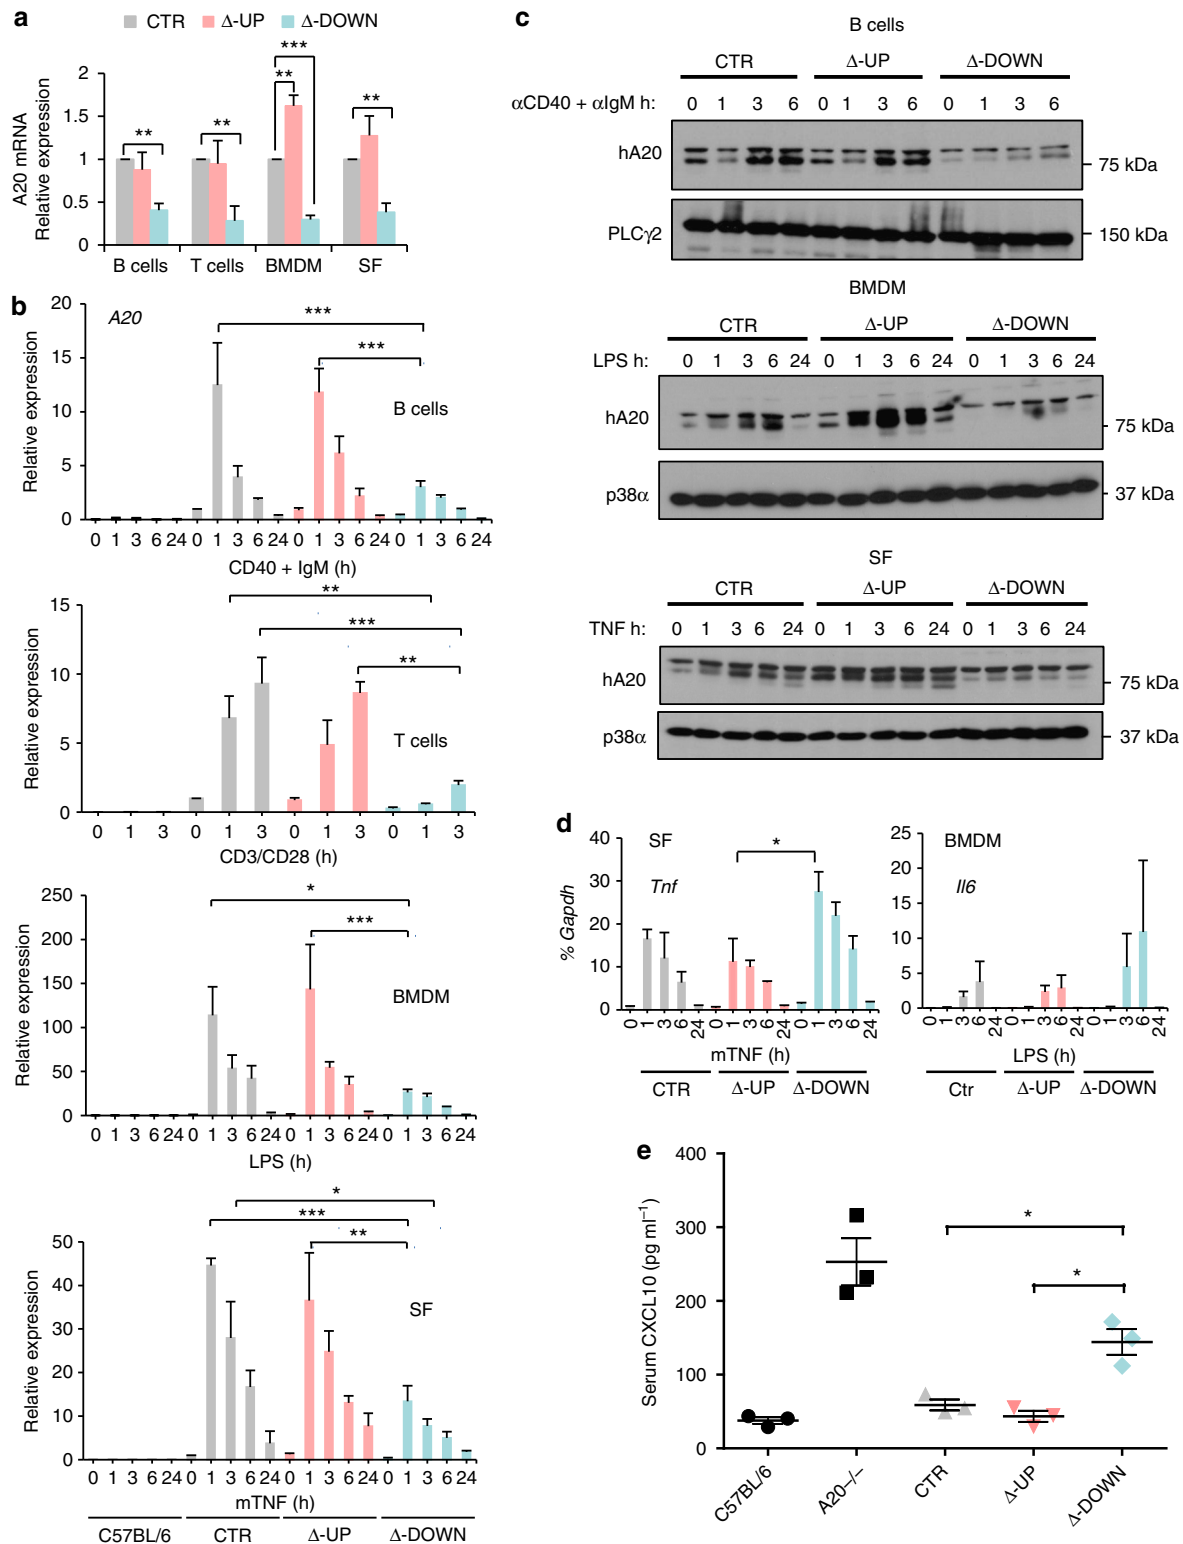 a
CTR Δ-UP Δ-DOWN
A20 mRNA
Relative expression
2
1.5
1
0.5
0
** ** ** *** **
B cells T cells BMDM SF
b
A20
Relative expression
20
15
10
5
0
***
***
B cells
0 1 3 6 24 0 1 3 6 24 0 1 3 6 24 0 1 3 6 24
CD40 + IgM (h)
Relative expression
15
10
5
0
**
***
**
T cells
0 1 3 0 1 3 0 1 3 0 1 3
CD3/CD28 (h)
Relative expression
250
200
150
100
50
0
*
***
BMDM
0 1 3 6 24 0 1 3 6 24 0 1 3 6 24 0 1 3 6 24
LPS (h)
Relative expression
50
40
30
20
10
0
*
***
**
SF
0 1 3 6 24 0 1 3 6 24 0 1 3 6 24 0 1 3 6 24
mTNF (h)
C57BL/6 CTR Δ-UP Δ-DOWN
c
B cells
CTR Δ-UP Δ-DOWN
αCD40 + αIgM h: 0 1 3 6 0 1 3 6 0 1 3 6
hA20 75 kDa
PLCγ2 150 kDa
BMDM
CTR Δ-UP Δ-DOWN
LPS h: 0 1 3 6 24 0 1 3 6 24 0 1 3 6 24
hA20 75 kDa
p38α 37 kDa
SF
CTR Δ-UP Δ-DOWN
TNF h: 0 1 3 6 24 0 1 3 6 24 0 1 3 6 24
hA20 75 kDa
p38α 37 kDa
d
SF
Tnf
% Gapdh
40
30
20
10
0
*
0 1 3 6 24 0 1 3 6 24 0 1 3 6 24
mTNF (h)
CTR Δ-UP Δ-DOWN
BMDM
Il6
25
20
15
10
5
0
0 1 3 6 24 0 1 3 6 24 0 1 3 6 24
LPS (h)
Ctr Δ-UP Δ-DOWN
e
Serum CXCL10 (pg ml⁻¹)
400
300
200
100
0
*
*
C57BL/6 A20−/− CTR Δ-UP Δ-DOWN